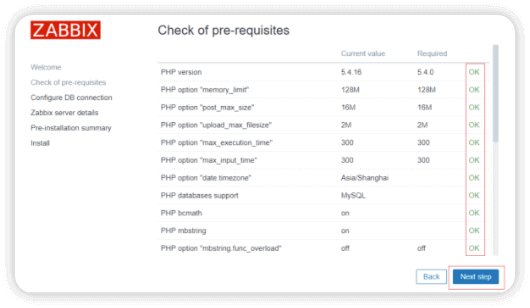 ZABBIX
Check of pre-requisites
Welcome
Check of pre-requisites
Configure DB connection
Zabbix server details
Pre-installation summary
Install
Current value Required
PHP version 5.4.16 5.4.0 OK
PHP option "memory_limit" 128M 128M OK
PHP option "post_max_size" 16M 16M OK
PHP option "upload_max_filesize" 2M 2M OK
PHP option "max_execution_time" 300 300 OK
PHP option "max_input_time" 300 300 OK
PHP option "date.timezone" Asia/Shanghai OK
PHP databases support MySQL OK
PHP bcmath on OK
PHP mbstring on OK
PHP option "mbstring.func_overload" off off OK
Back Next step